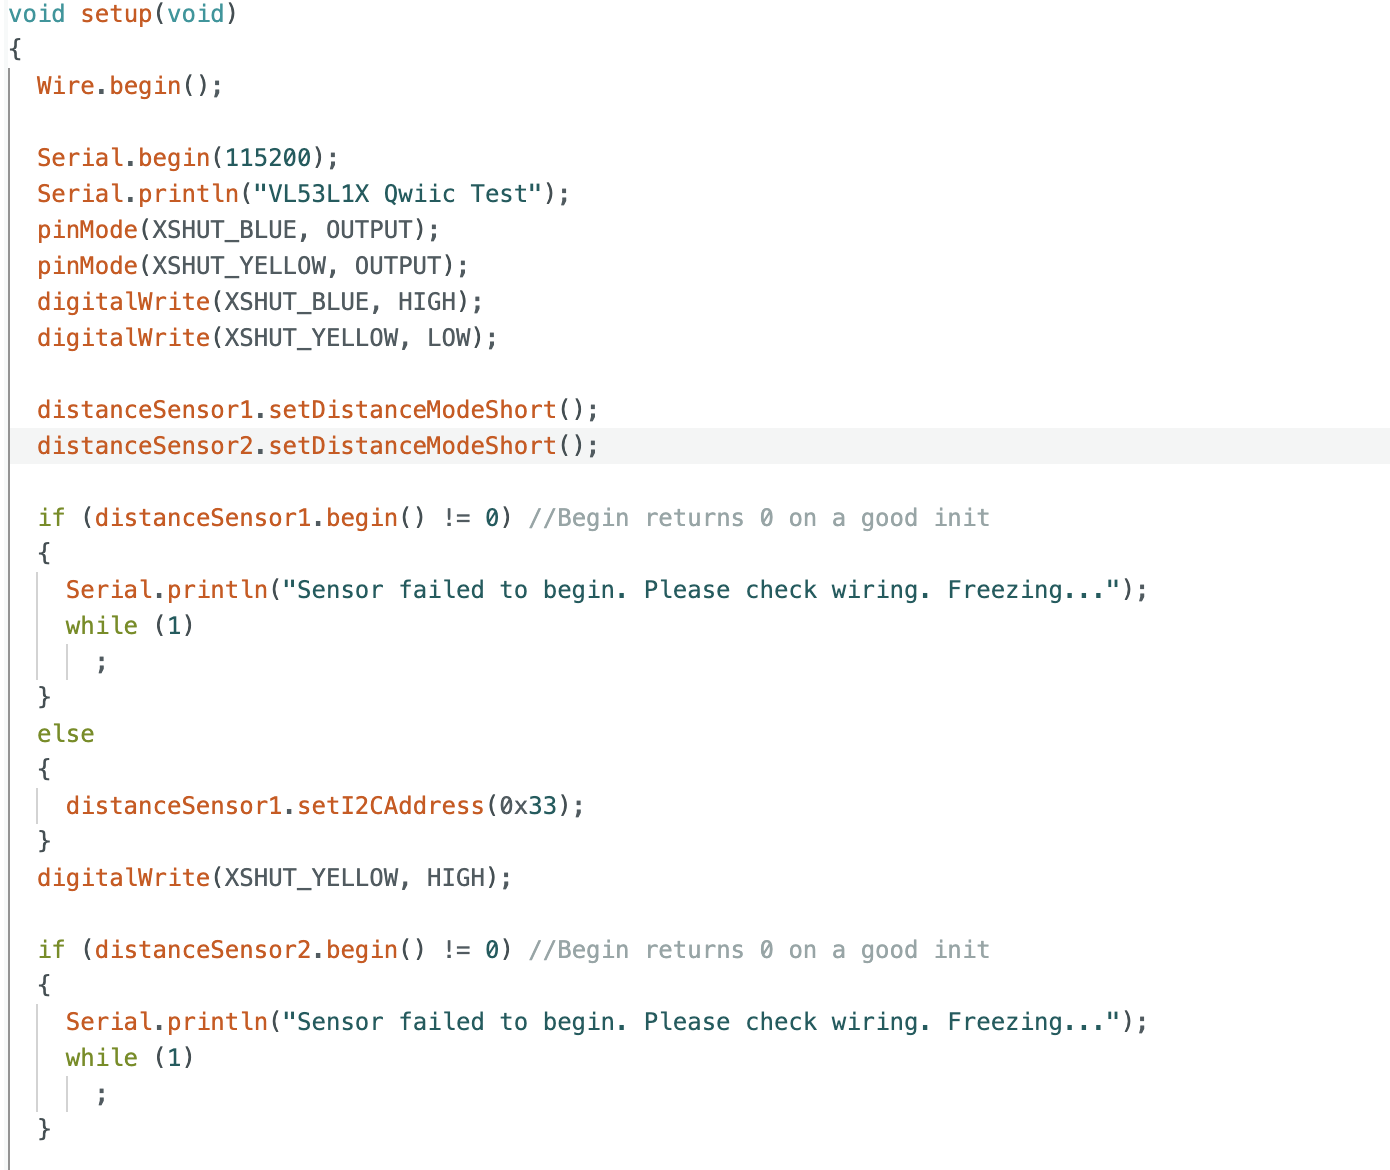 void setup(void)
{
  Wire.begin();

  Serial.begin(115200);
  Serial.println("VL53L1X Qwiic Test");
  pinMode(XSHUT_BLUE, OUTPUT);
  pinMode(XSHUT_YELLOW, OUTPUT);
  digitalWrite(XSHUT_BLUE, HIGH);
  digitalWrite(XSHUT_YELLOW, LOW);

  distanceSensor1.setDistanceModeShort();
  distanceSensor2.setDistanceModeShort();

  if (distanceSensor1.begin() != 0) //Begin returns 0 on a good init
  {
    Serial.println("Sensor failed to begin. Please check wiring. Freezing...");
    while (1)
      ;
  }
  else
  {
    distanceSensor1.setI2CAddress(0x33);
  }
  digitalWrite(XSHUT_YELLOW, HIGH);

  if (distanceSensor2.begin() != 0) //Begin returns 0 on a good init
  {
    Serial.println("Sensor failed to begin. Please check wiring. Freezing...");
    while (1)
      ;
  }